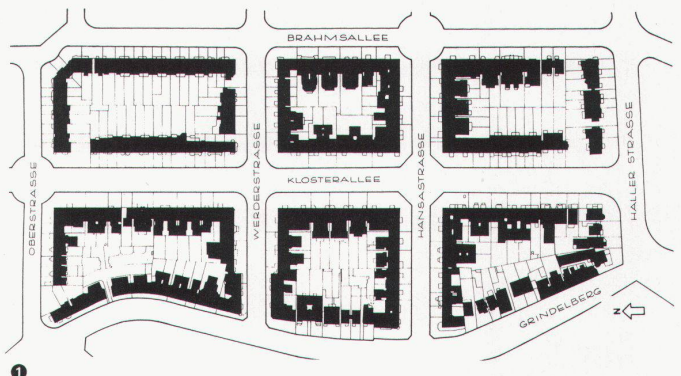 BRAHMSALLEE
OBERSTRASSE
WERDERSTRASSE
HANSASTRASSE
HALLER STRASSE
KLOSTERALLEE
GRINDELBERG
N
1